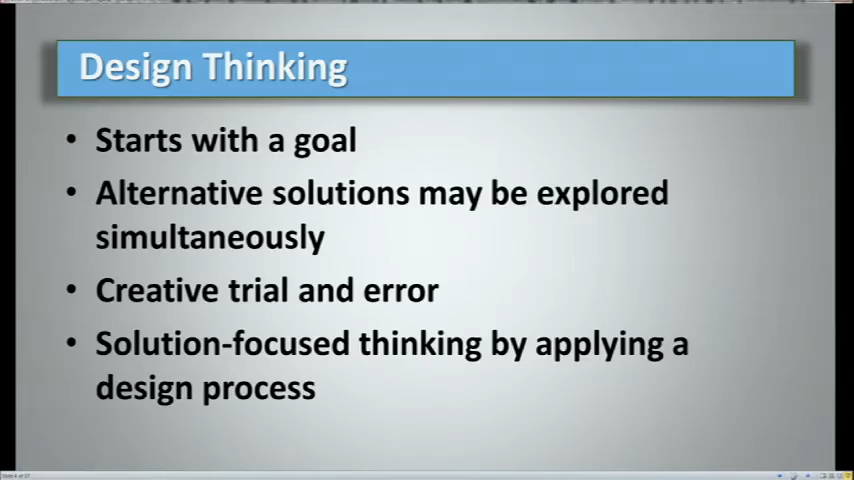 Design Thinking
• Starts with a goal
• Alternative solutions may be explored
simultaneously
• Creative trial and error
• Solution-focused thinking by applying a
design process